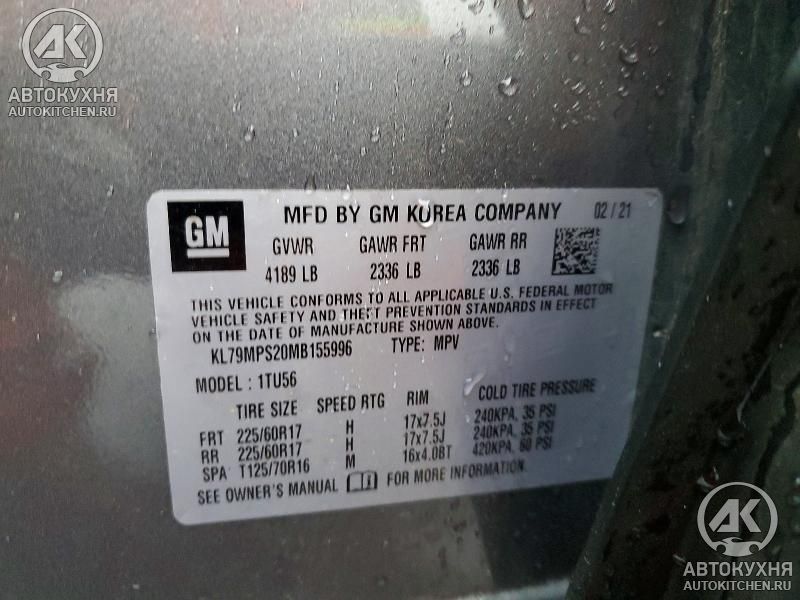 АК
АВТОКУХНЯ
AUTOKITCHEN.RU
GM
MFD BY GM KOREA COMPANY 02 / 21
GVWR GAWR FRT GAWR RR
4189 LB 2336 LB 2336 LB
THIS VEHICLE CONFORMS TO ALL APPLICABLE U.S. FEDERAL MOTOR
VEHICLE SAFETY AND THEFT PREVENTION STANDARDS IN EFFECT
ON THE DATE OF MANUFACTURE SHOWN ABOVE.
KL79MPS20MB155996 TYPE: MPV
MODEL : 1TU56
TIRE SIZE SPEED RTG RIM COLD TIRE PRESSURE
FRT 225/60R17 H 17x7.5J 240KPA, 35 PSI
RR 225/60R17 H 17x7.5J 240KPA, 35 PSI
SPA T125/70R16 M 16x4.0BT 420KPA, 60 PSI
SEE OWNER'S MANUAL FOR MORE INFORMATION.
АК
АВТОКУХНЯ
AUTOKITCHEN.RU